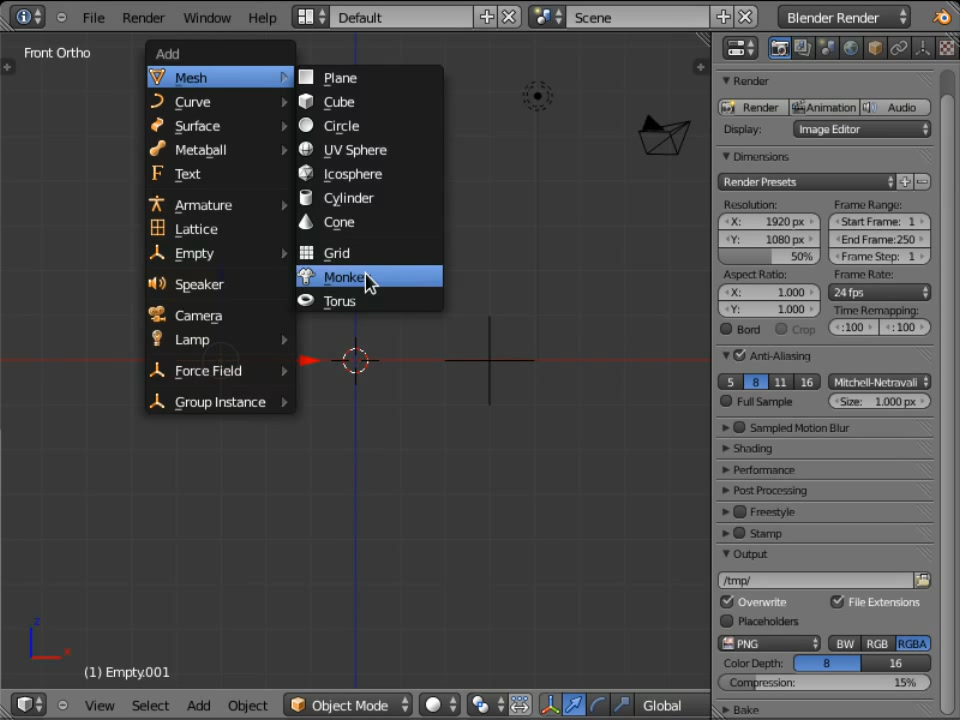 File Render Window Help Default Scene Blender Render
Front Ortho
Add
Mesh
Curve
Surface
Metaball
Text
Armature
Lattice
Empty
Speaker
Camera
Lamp
Force Field
Group Instance
Plane
Cube
Circle
UV Sphere
Icosphere
Cylinder
Cone
Grid
Monke
Torus
z
x
(1) Empty.001
View Select Add Object Object Mode Global
Render
Render Animation Audio
Display: Image Editor
Dimensions
Render Presets
Resolution: Frame Range:
X: 1920 px Start Frame: 1
Y: 1080 px End Frame:250
50% Frame Step: 1
Aspect Ratio: Frame Rate:
X: 1.000 24 fps
Y: 1.000 Time Remapping:
Bord Crop :100 :100
Anti-Aliasing
5 8 11 16 Mitchell-Netravali
Full Sample Size: 1.000 px
Sampled Motion Blur
Shading
Performance
Post Processing
Freestyle
Stamp
Output
/tmp/
Overwrite File Extensions
Placeholders
PNG BW RGB RGBA
Color Depth: 8 16
Compression: 15%
Bake